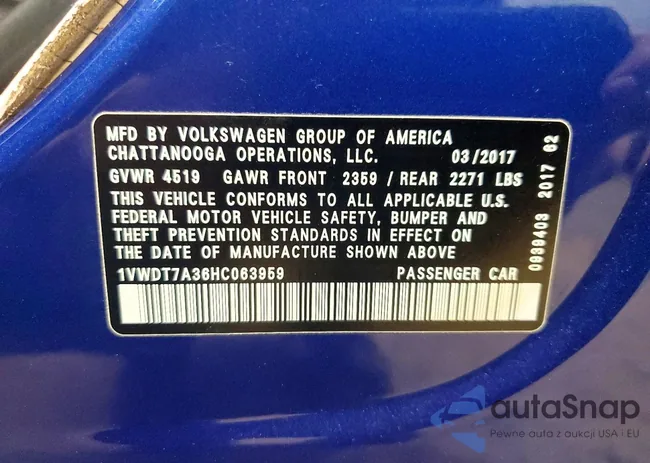 MFD BY VOLKSWAGEN GROUP OF AMERICA
CHATTANOOGA OPERATIONS, LLC. 03/2017
GVWR 4519 GAWR FRONT 2359 / REAR 2271 LBS
THIS VEHICLE CONFORMS TO ALL APPLICABLE U.S.
FEDERAL MOTOR VEHICLE SAFETY, BUMPER AND
THEFT PREVENTION STANDARDS IN EFFECT ON
THE DATE OF MANUFACTURE SHOWN ABOVE
1VWDT7A36HC063959 PASSENGER CAR
0939403 2017 62
autaSnap
Pewne auta z aukcji USA i EU